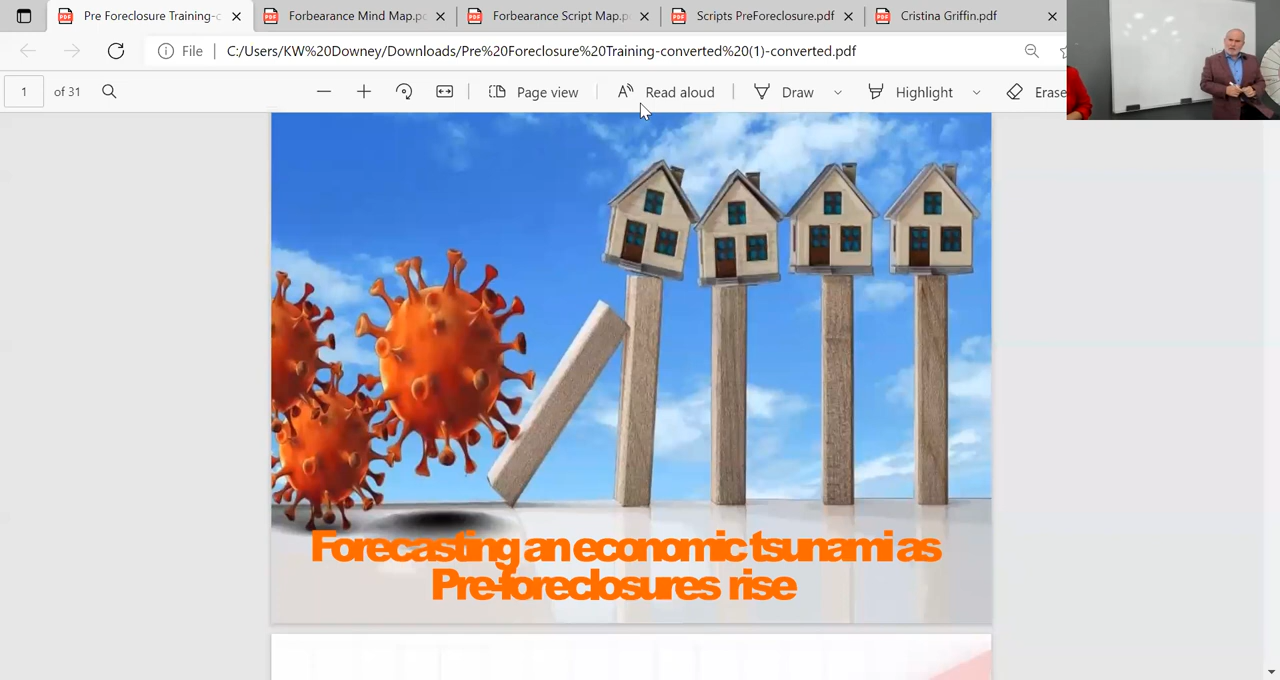 Pre Foreclosure Training-c
Forbearance Mind Map.pd
Forbearance Script Map.p
Scripts PreForeclosure.pdf
Cristina Griffin.pdf
File
C:/Users/KW%20Downey/Downloads/Pre%20Foreclosure%20Training-converted%20(1)-converted.pdf
1
of 31
Page view
Read aloud
Draw
Highlight
Erase
Forecasting an economic tsunami as
Pre-foreclosures rise